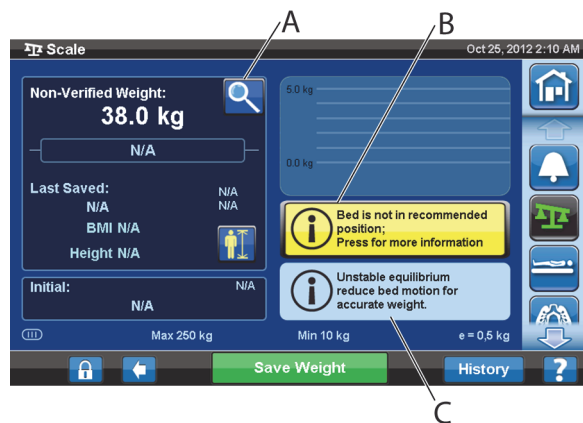 A
B
Scale
Oct 25, 2012 2:10 AM
Non-Verified Weight:
38.0 kg
N/A
Last Saved: N/A
N/A N/A
BMI N/A
Height N/A
Initial: N/A
N/A
5.0 kg
0.0 kg
Bed is not in recommended
position;
Press for more information
Unstable equilibrium
reduce bed motion for
accurate weight.
III Max 250 kg Min 10 kg e = 0,5 kg
Save Weight
History
?
C